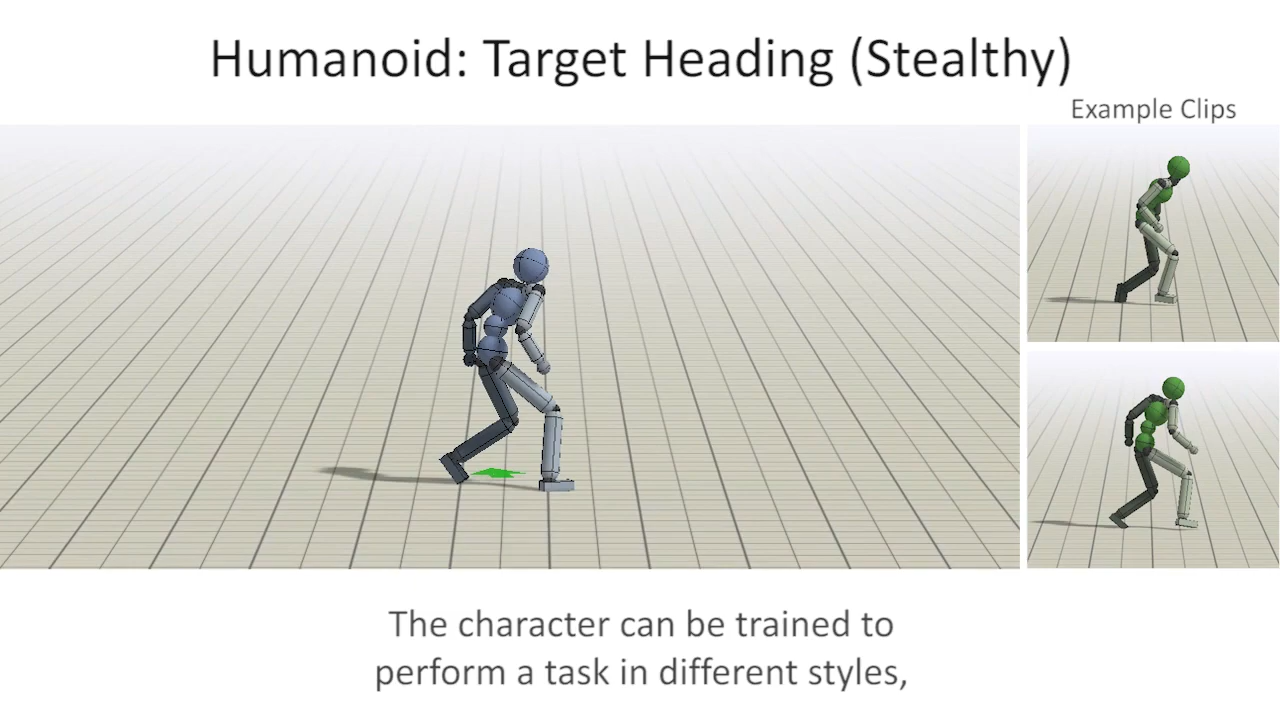 Humanoid: Target Heading (Stealthy)
Example Clips
The character can be trained to
perform a task in different styles,